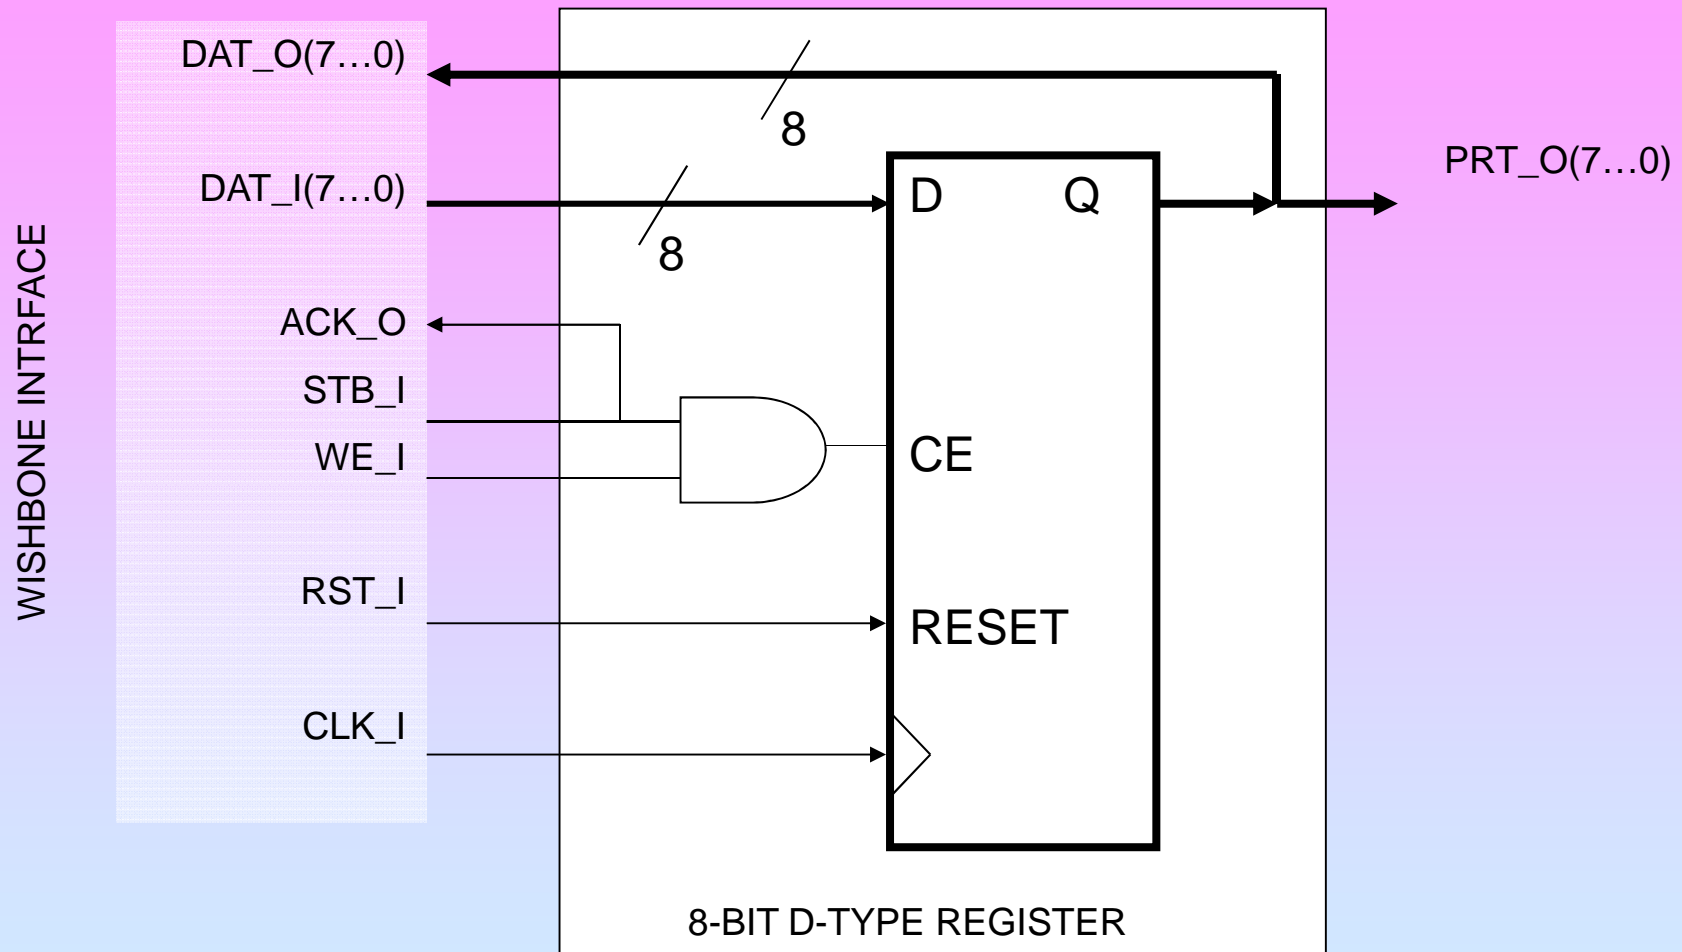 WISHBONE INTRFACE
DAT_O(7…0)
8
DAT_I(7…0)
8
D
Q
PRT_O(7…0)
ACK_O
STB_I
WE_I
CE
RST_I
RESET
CLK_I
8-BIT D-TYPE REGISTER